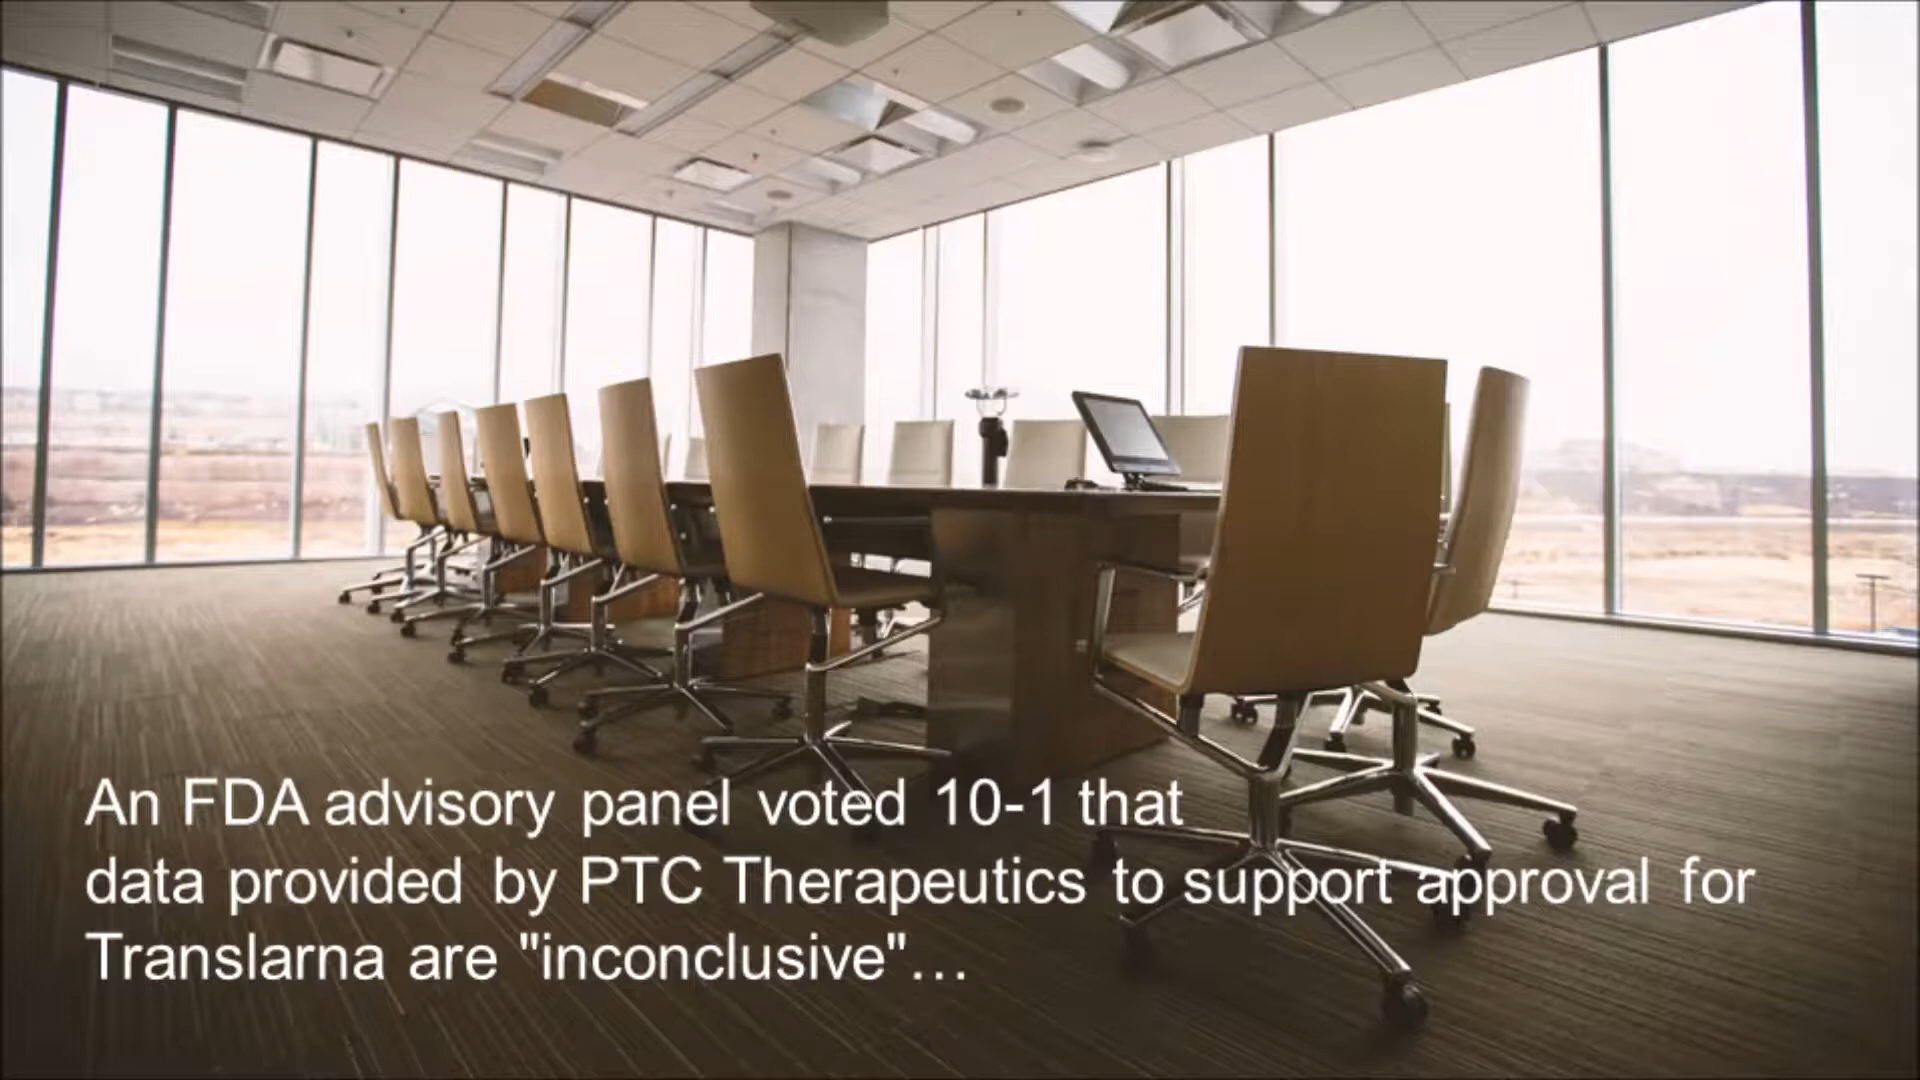 An FDA advisory panel voted 10-1 that
data provided by PTC Therapeutics to support approval for
Translarna are "inconclusive"…